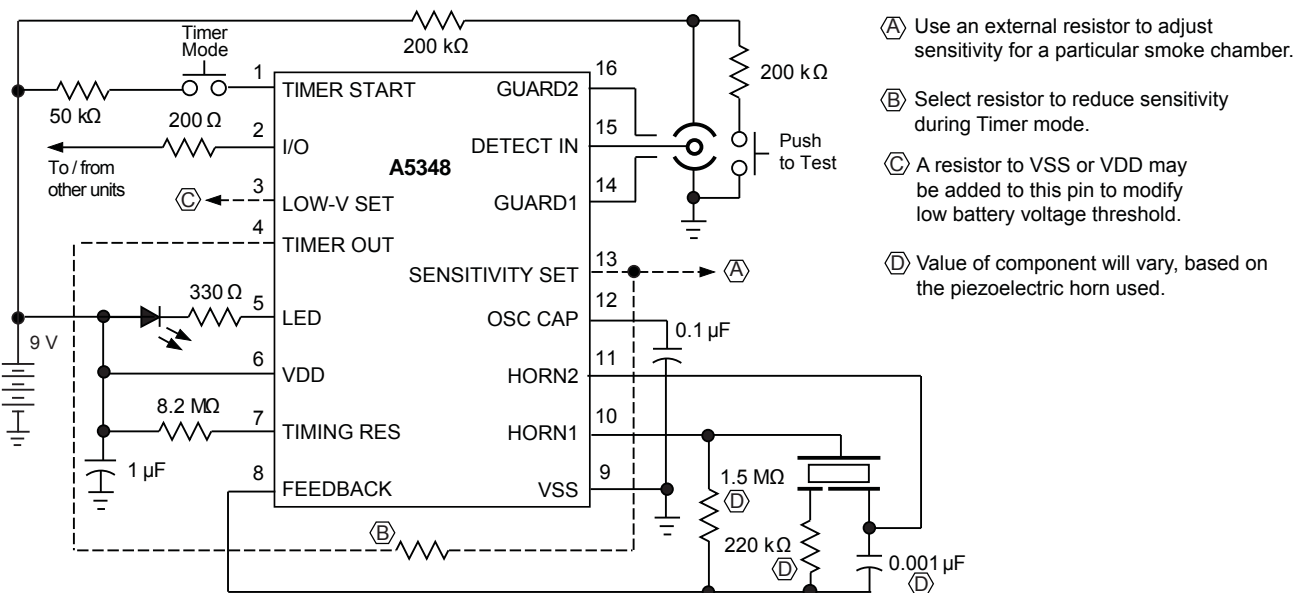 Timer
Mode
200 kΩ
50 kΩ
200 Ω
To / from
other units
Ⓒ
1
TIMER START
2
I/O
3
LOW-V SET
4
TIMER OUT
330 Ω
5
LED
9 V
6
VDD
8.2 MΩ
7
TIMING RES
1 µF
8
FEEDBACK
A5348
16
GUARD2
15
DETECT IN
14
GUARD1
13
SENSITIVITY SET
12
OSC CAP
11
HORN2
10
HORN1
9
VSS
200 kΩ
Push
to Test
Ⓐ
0.1 µF
Ⓑ
1.5 MΩ
Ⓓ
220 kΩ
Ⓓ
0.001 µF
Ⓓ
Ⓐ Use an external resistor to adjust
sensitivity for a particular smoke chamber.
Ⓑ Select resistor to reduce sensitivity
during Timer mode.
Ⓒ A resistor to VSS or VDD may
be added to this pin to modify
low battery voltage threshold.
Ⓓ Value of component will vary, based on
the piezoelectric horn used.